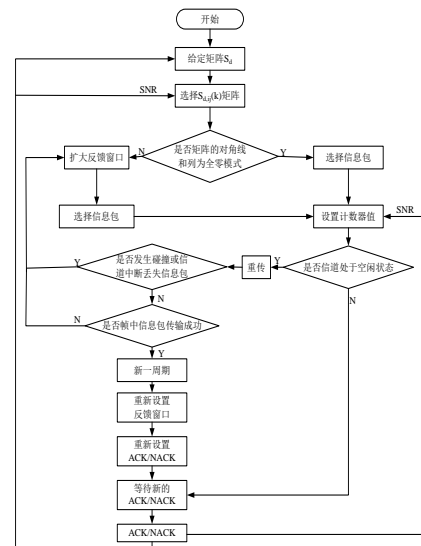 开始
给定矩阵Sd
SNR
选择Sd,ij(k)矩阵
扩大反馈窗口
N
是否矩阵的对角线
和列为全零模式
Y
选择信息包
选择信息包
设置计数器值
SNR
Y
是否发生碰撞或信
道中断丢失信息包
重传
Y
是否信道处于空闲状态
N
N
N
是否帧中信息包传输成功
Y
新一周期
重新设置
反馈窗口
重新设置
ACK/NACK
等待新的
ACK/NACK
ACK/NACK